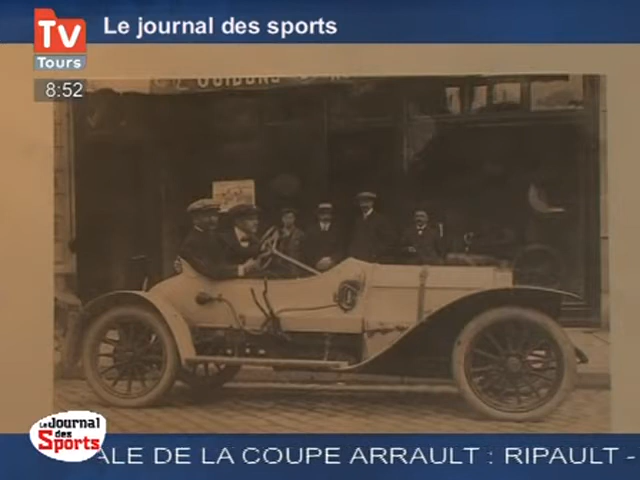 TV
Tours
Le journal des sports
8:52
Le Journal
des
Sports
ALE DE LA COUPE ARRAULT : RIPAULT -